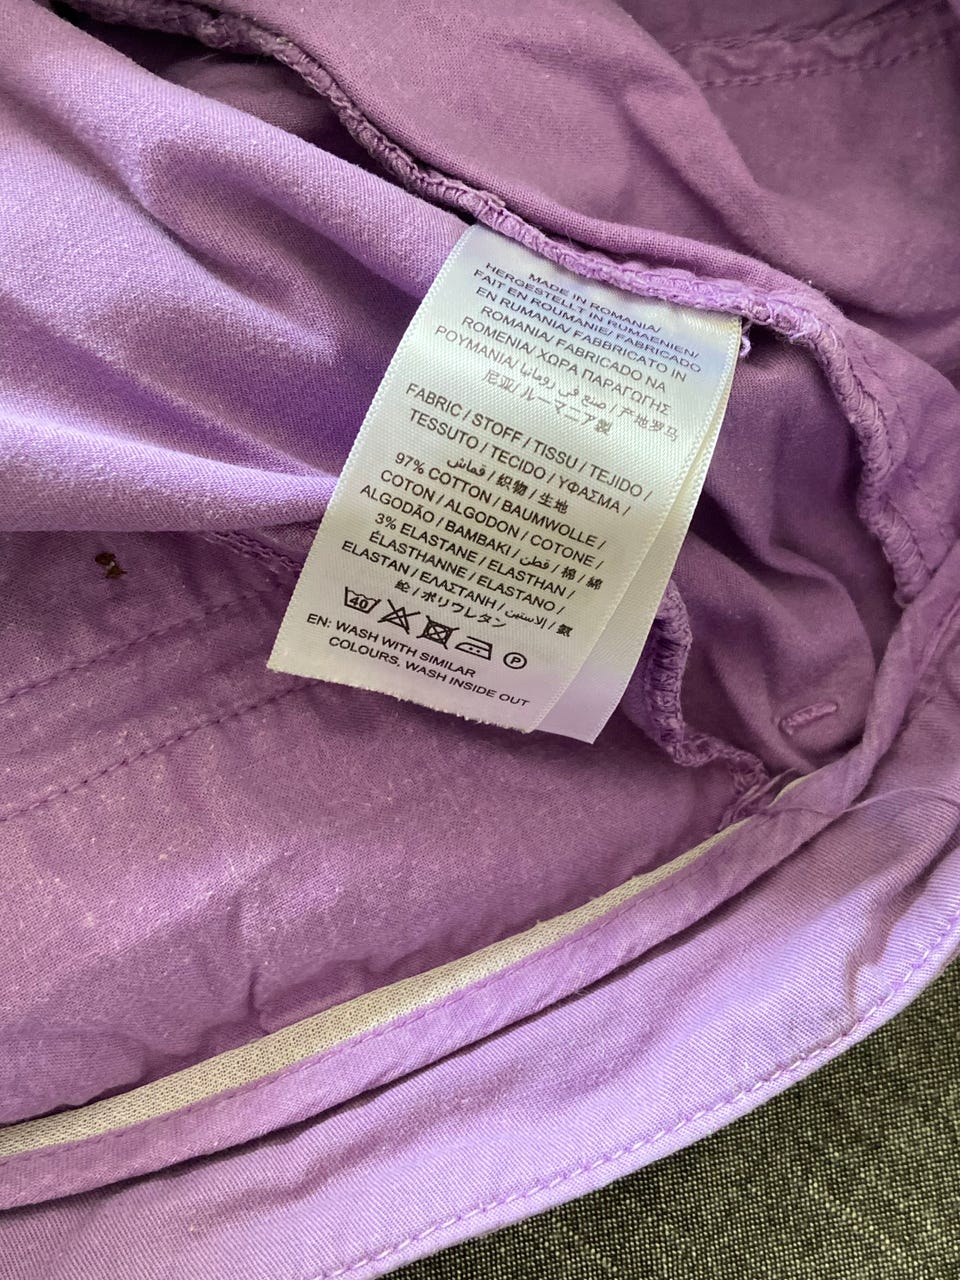 MADE IN ROMANIA/
HERGESTELLT IN RUMAENIEN/
FAIT EN ROUMANIE/ FABRICADO
EN RUMANIA/ FABBRICATO IN
ROMANIA/ FABRICADO NA
ROMENIA/ ΧΩΡΑ ΠΑΡΑΓΩΓΗΣ
ΡΟΥΜΑΝΙΑ/ صنع في رومانيا / 产地罗马
尼亚/ ルーマニア製
FABRIC / STOFF / TISSU / TEJIDO /
TESSUTO / TECIDO / ΥΦΑΣΜΑ /
قماش / 织物 / 生地
97% COTTON / BAUMWOLLE /
COTON / ALGODON / COTONE /
ALGODÃO / BAMBAKI / قطن / 棉 / 綿
3% ELASTANE / ELASTHAN /
ÉLASTHANNE / ELASTANO /
ELASTAN / ΕΛΑΣΤΑΝΗ / الاستين / 氨
纶 / ポリウレタン
40 P
EN: WASH WITH SIMILAR
COLOURS. WASH INSIDE OUT